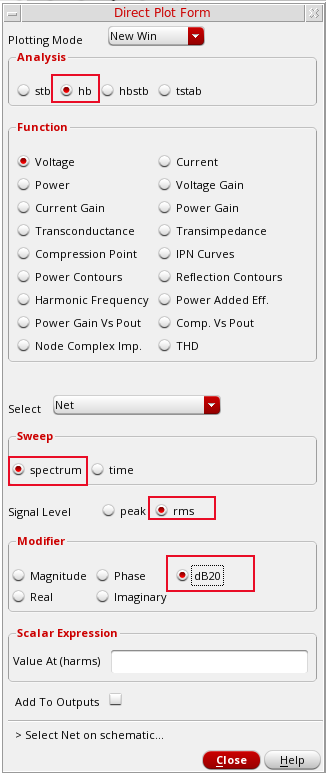 Direct Plot Form
Plotting Mode New Win
Analysis
stb hb hbstb tstab
Function
Voltage Current
Power Voltage Gain
Current Gain Power Gain
Transconductance Transimpedance
Compression Point IPN Curves
Power Contours Reflection Contours
Harmonic Frequency Power Added Eff.
Power Gain Vs Pout Comp. Vs Pout
Node Complex Imp. THD
Select Net
Sweep
spectrum time
Signal Level peak rms
Modifier
Magnitude Phase dB20
Real Imaginary
Scalar Expression
Value At (harms)
Add To Outputs
> Select Net on schematic...
Close Help